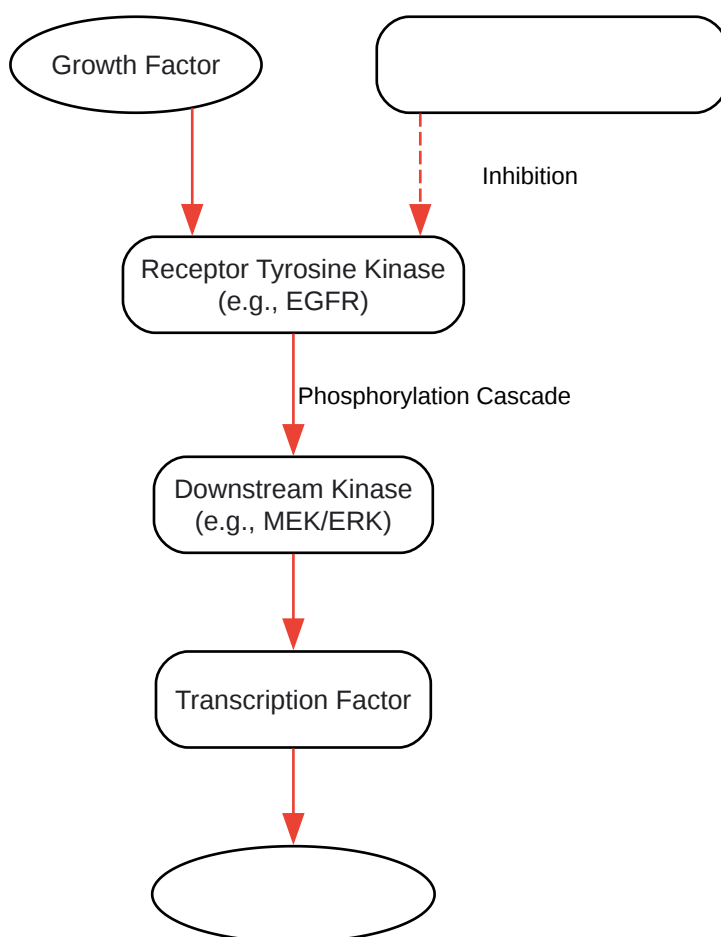 Growth Factor
Inhibition
Receptor Tyrosine Kinase
(e.g., EGFR)
Phosphorylation Cascade
Downstream Kinase
(e.g., MEK/ERK)
Transcription Factor